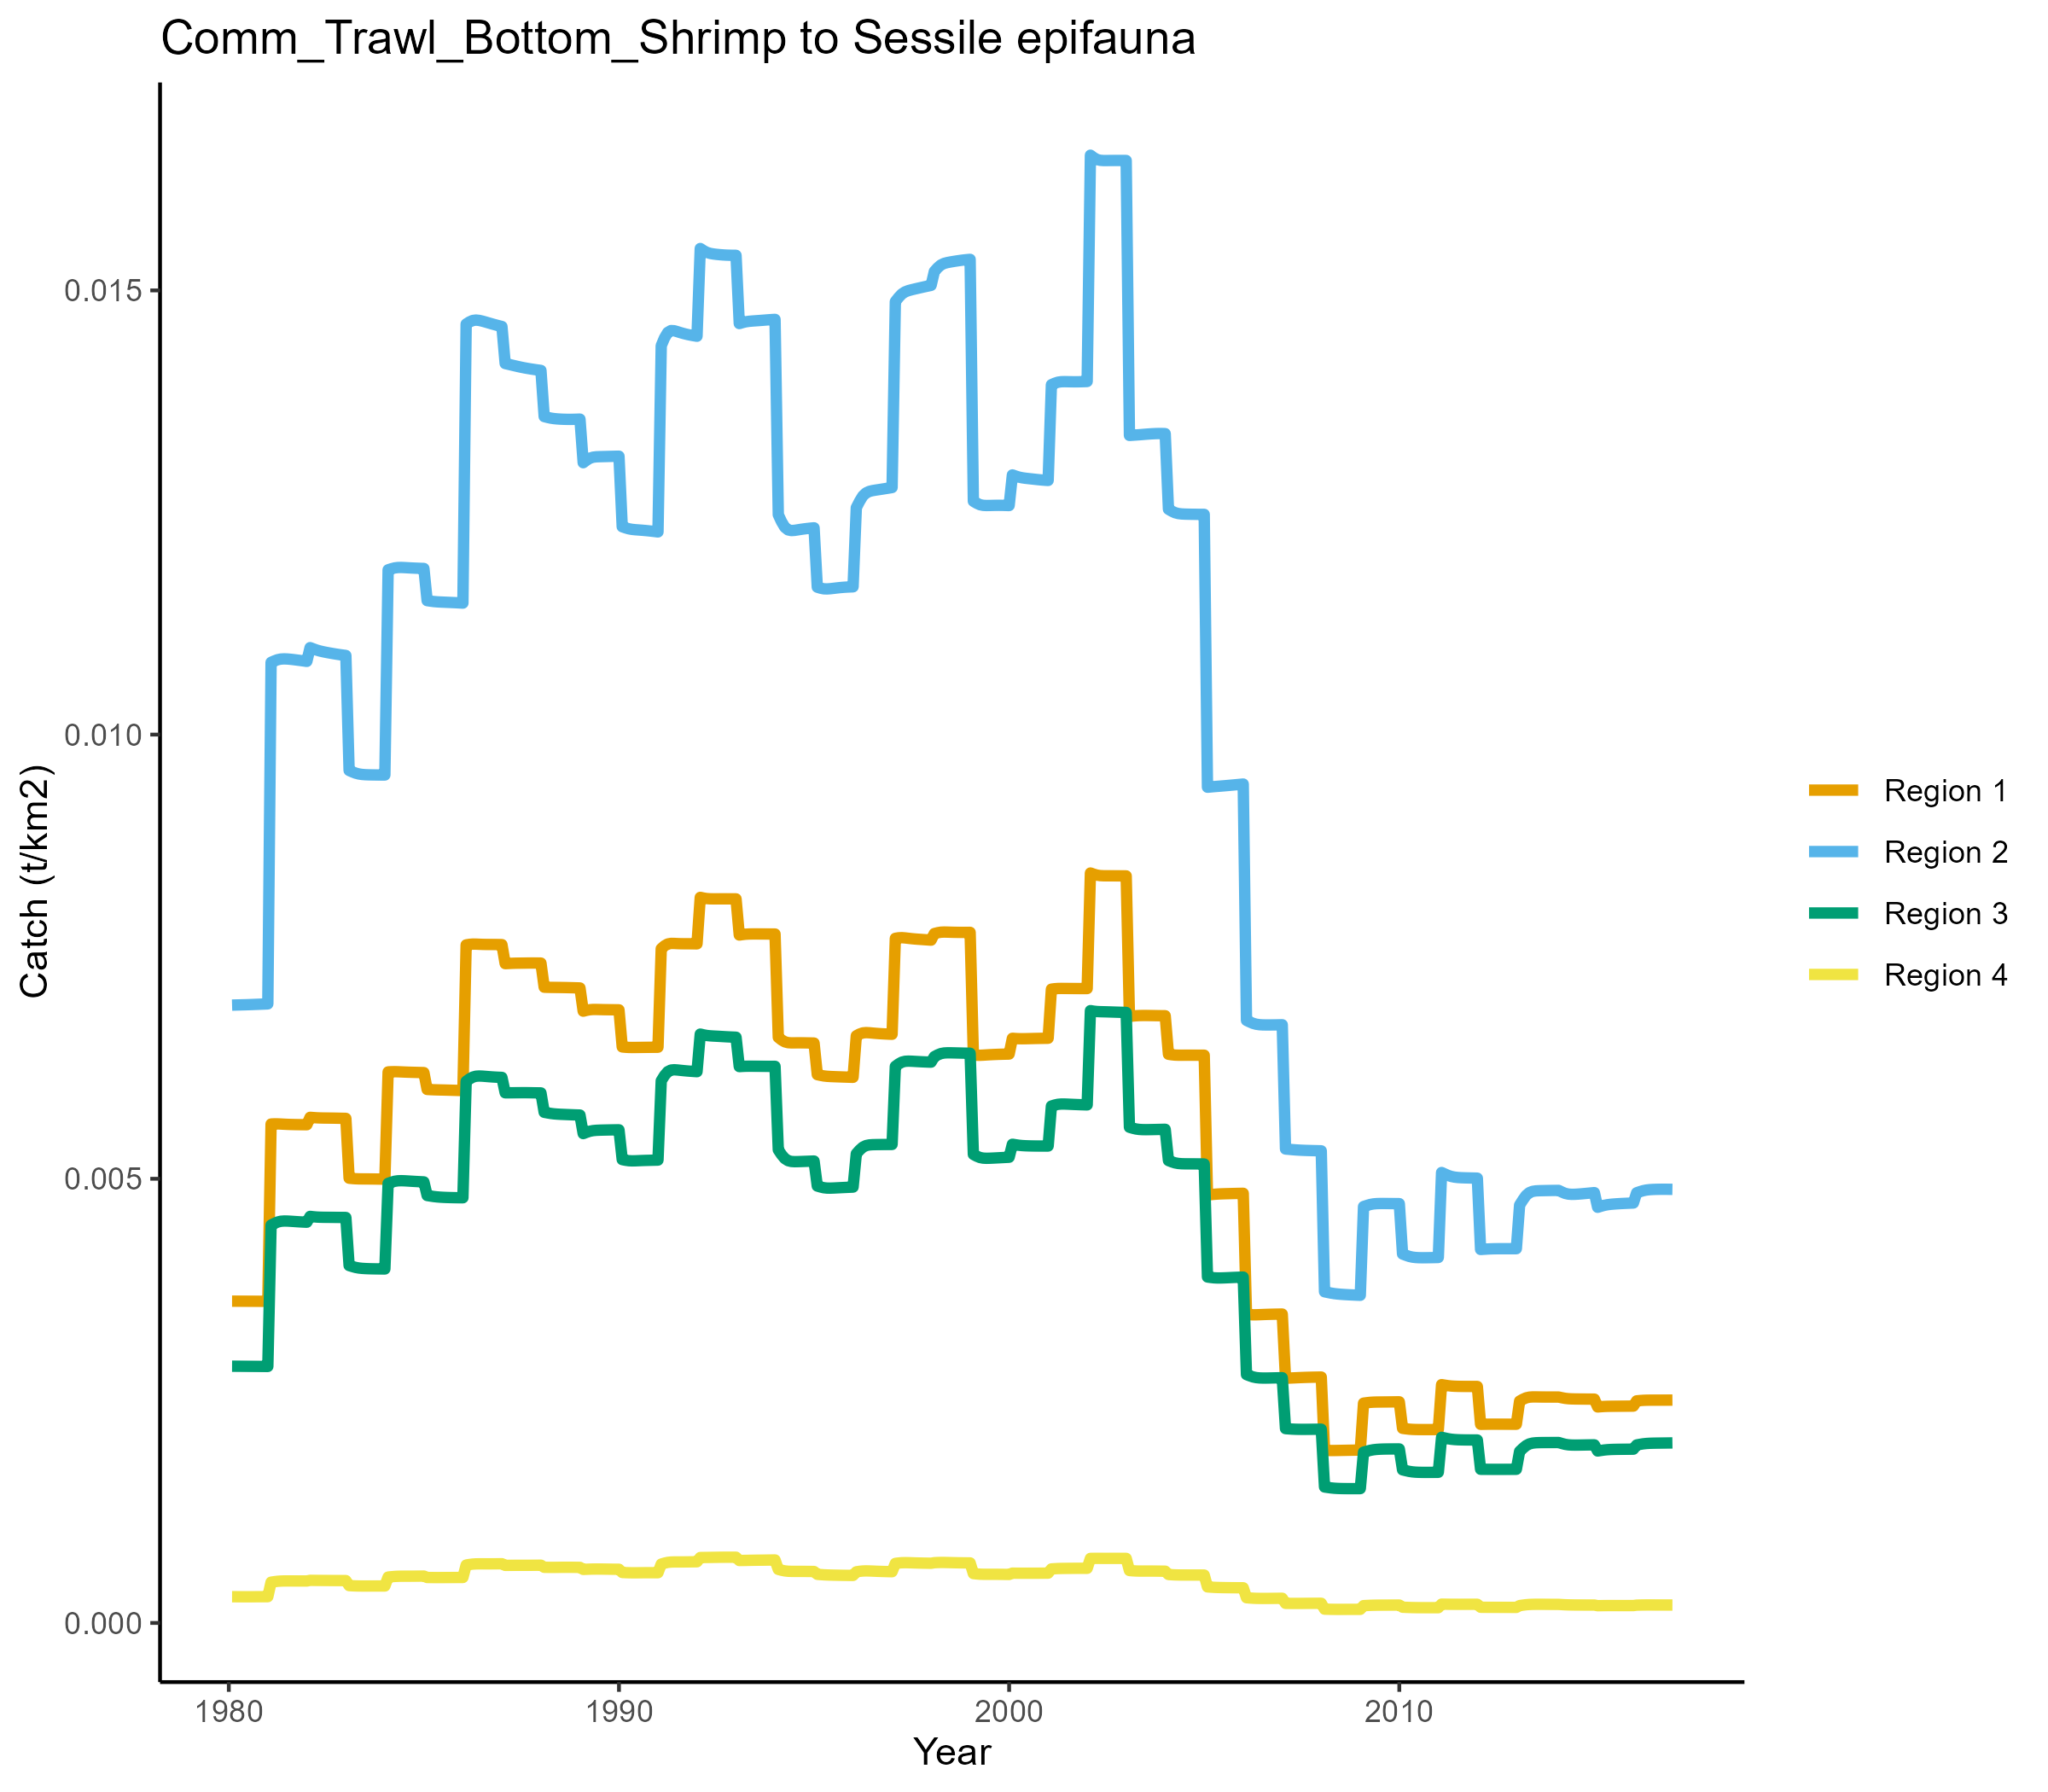 Comm_Trawl_Bottom_Shrimp to Sessile epifauna
Catch (t/km2)
0.015
0.010
0.005
0.000
1980 1990 2000 2010
Year
Region 1
Region 2
Region 3
Region 4